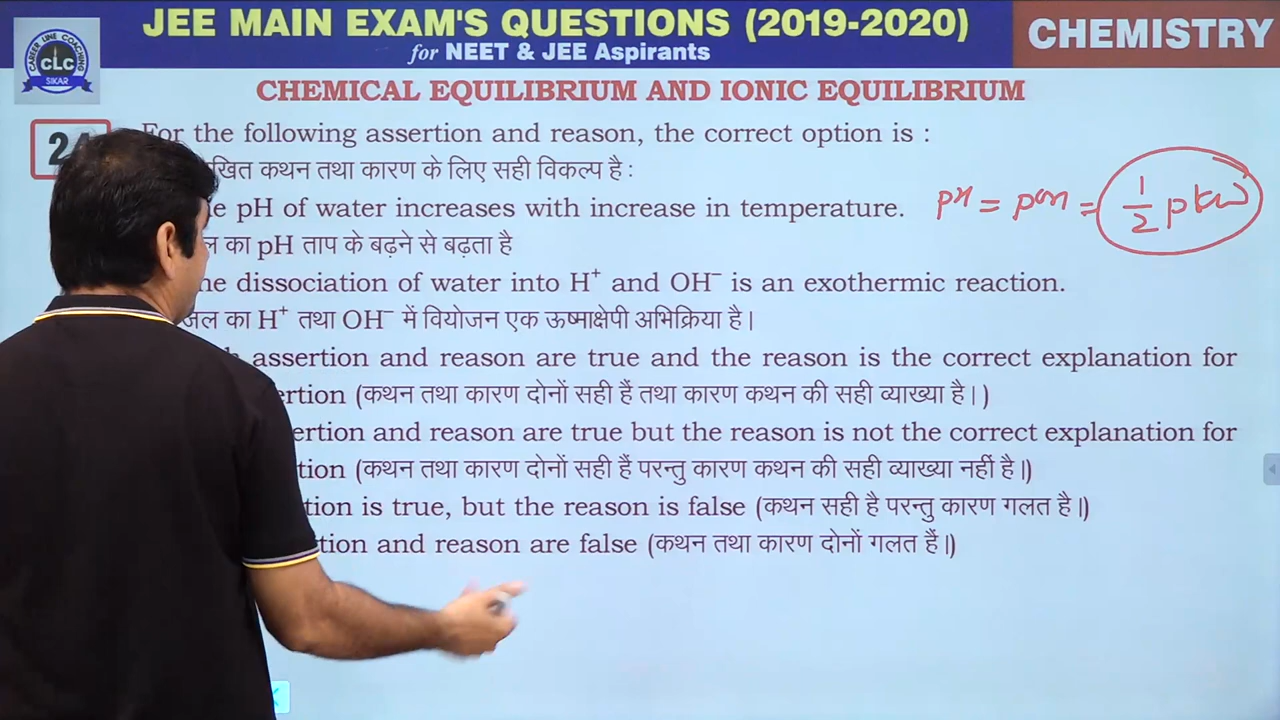 JEE MAIN EXAM'S QUESTIONS (2019-2020)
for NEET & JEE Aspirants
CHEMISTRY
CAREER LINE COACHING
CLC
SIKAR
CHEMICAL EQUILIBRIUM AND IONIC EQUILIBRIUM
For the following assertion and reason, the correct option is :
कथन तथा कारण के लिए सही विकल्प है :
pH of water increases with increase in temperature.
pH = pOH = 1/2 pKw
का pH ताप के बढ़ने से बढ़ता है
dissociation of water into H⁺ and OH⁻ is an exothermic reaction.
जल का H⁺ तथा OH⁻ में वियोजन एक ऊष्माक्षेपी अभिक्रिया है।
assertion and reason are true and the reason is the correct explanation for
(कथन तथा कारण दोनों सही हैं तथा कारण कथन की सही व्याख्या है।)
and reason are true but the reason is not the correct explanation for
(कथन तथा कारण दोनों सही हैं परन्तु कारण कथन की सही व्याख्या नहीं है।)
is true, but the reason is false (कथन सही है परन्तु कारण गलत है।)
and reason are false (कथन तथा कारण दोनों गलत हैं।)